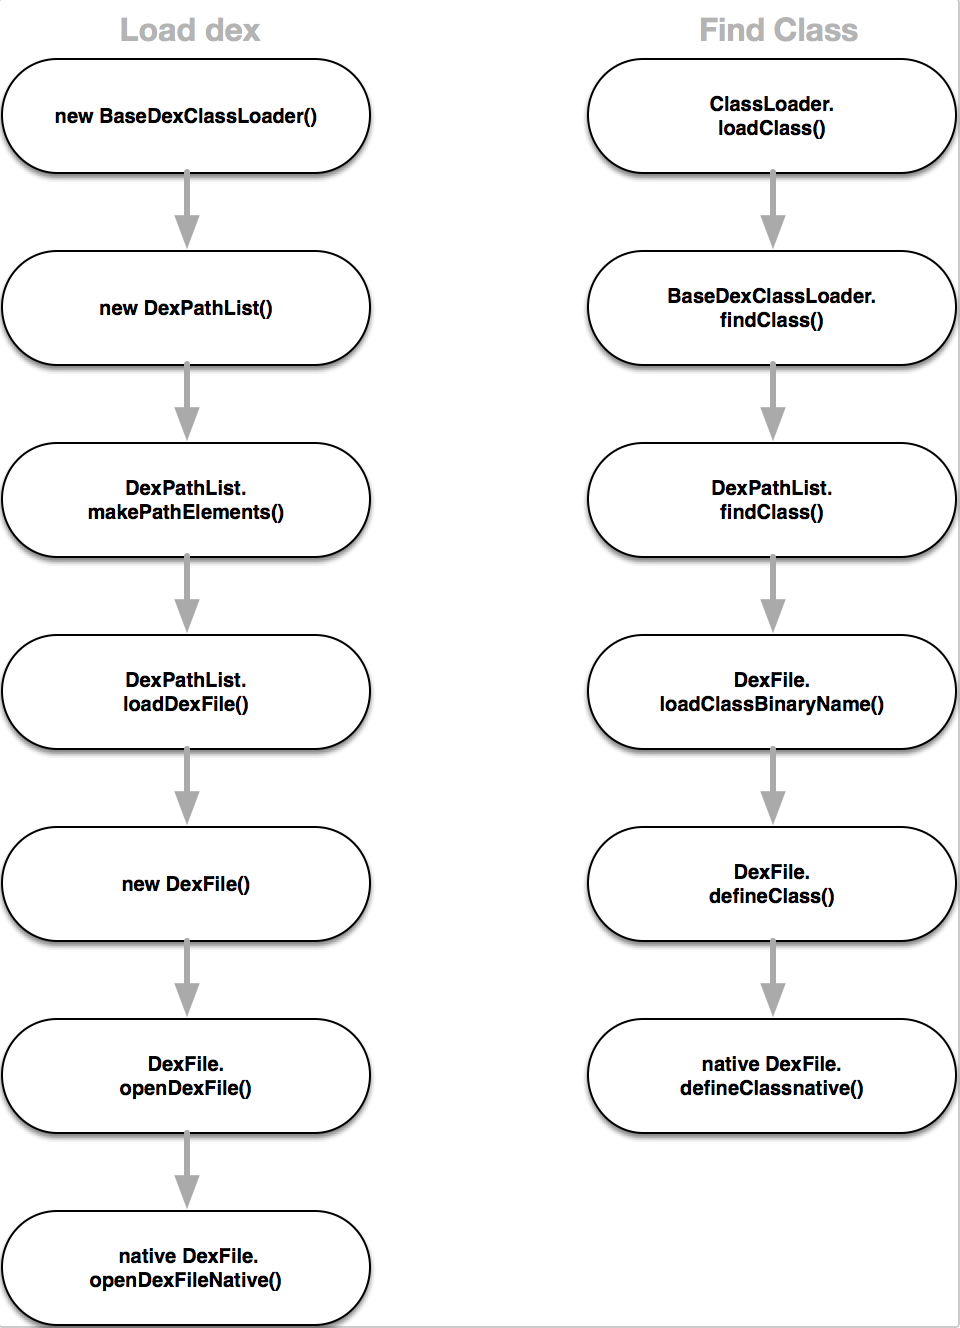 Load dex
new BaseDexClassLoader()
new DexPathList()
DexPathList.
makePathElements()
DexPathList.
loadDexFile()
new DexFile()
DexFile.
openDexFile()
native DexFile.
openDexFileNative()
Find Class
ClassLoader.
loadClass()
BaseDexClassLoader.
findClass()
DexPathList.
findClass()
DexFile.
loadClassBinaryName()
DexFile.
defineClass()
native DexFile.
defineClassnative()